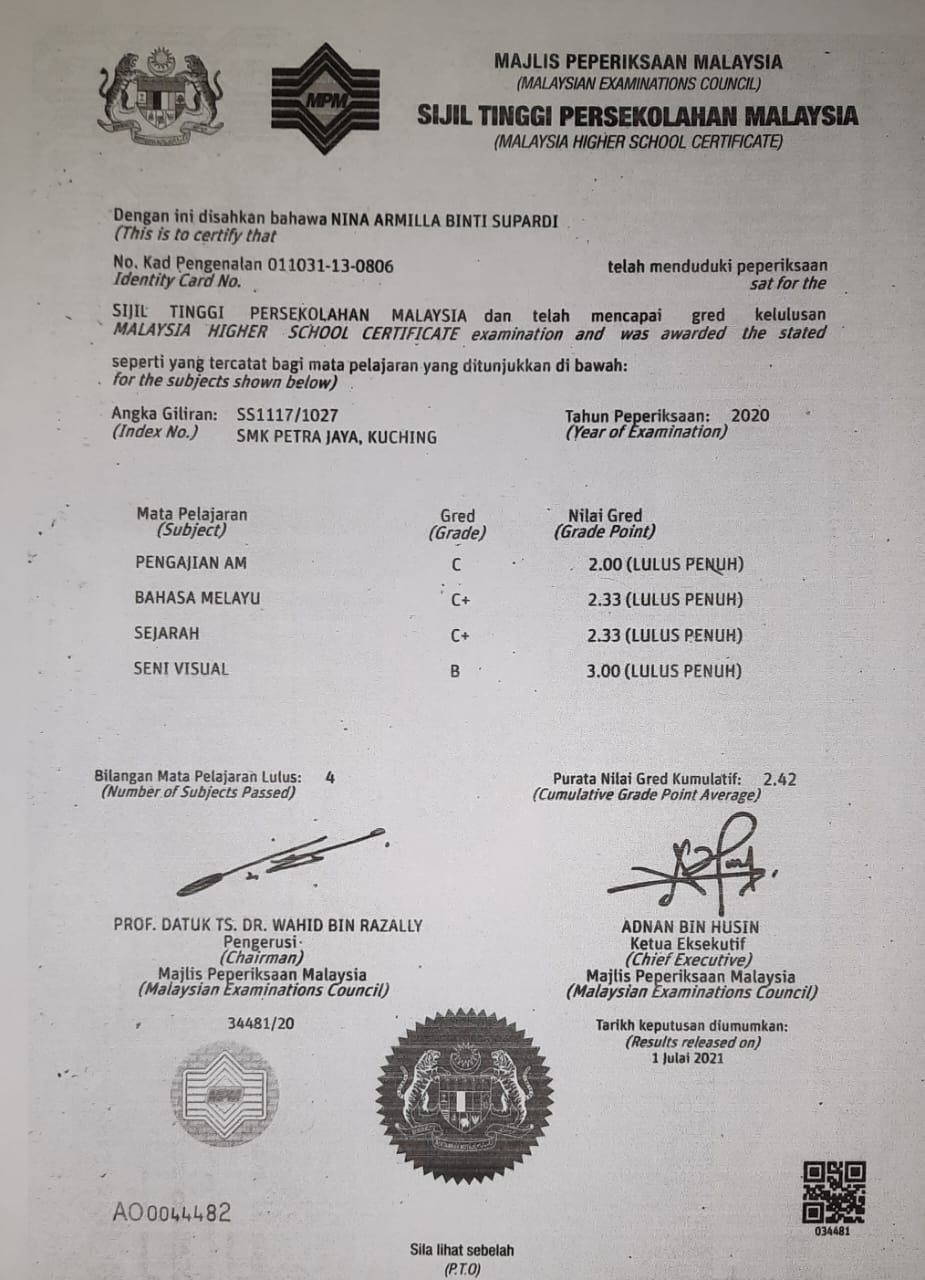 MPM
MAJLIS PEPERIKSAAN MALAYSIA
(MALAYSIAN EXAMINATIONS COUNCIL)
SIJIL TINGGI PERSEKOLAHAN MALAYSIA
(MALAYSIA HIGHER SCHOOL CERTIFICATE)
Dengan ini disahkan bahawa NINA ARMILLA BINTI SUPARDI
(This is to certify that
No. Kad Pengenalan 011031-13-0806 telah menduduki peperiksaan
Identity Card No. sat for the
SIJIL TINGGI PERSEKOLAHAN MALAYSIA dan telah mencapai gred kelulusan
MALAYSIA HIGHER SCHOOL CERTIFICATE examination and was awarded the stated
seperti yang tercatat bagi mata pelajaran yang ditunjukkan di bawah:
for the subjects shown below)
Angka Giliran: SS1117/1027 Tahun Peperiksaan: 2020
(Index No.) SMK PETRA JAYA, KUCHING (Year of Examination)
Mata Pelajaran Gred Nilai Gred
(Subject) (Grade) (Grade Point)
PENGAJIAN AM C 2.00 (LULUS PENUH)
BAHASA MELAYU C+ 2.33 (LULUS PENUH)
SEJARAH C+ 2.33 (LULUS PENUH)
SENI VISUAL B 3.00 (LULUS PENUH)
Bilangan Mata Pelajaran Lulus: 4 Purata Nilai Gred Kumulatif: 2.42
(Number of Subjects Passed) (Cumulative Grade Point Average)
PROF. DATUK TS. DR. WAHID BIN RAZALLY ADNAN BIN HUSIN
Pengerusi Ketua Eksekutif
(Chairman) (Chief Executive)
Majlis Peperiksaan Malaysia Majlis Peperiksaan Malaysia
(Malaysian Examinations Council) (Malaysian Examinations Council)
34481/20 Tarikh keputusan diumumkan:
(Results released on)
1 Julai 2021
MPM
AO0044482
034481
Sila lihat sebelah
(P.T.O)